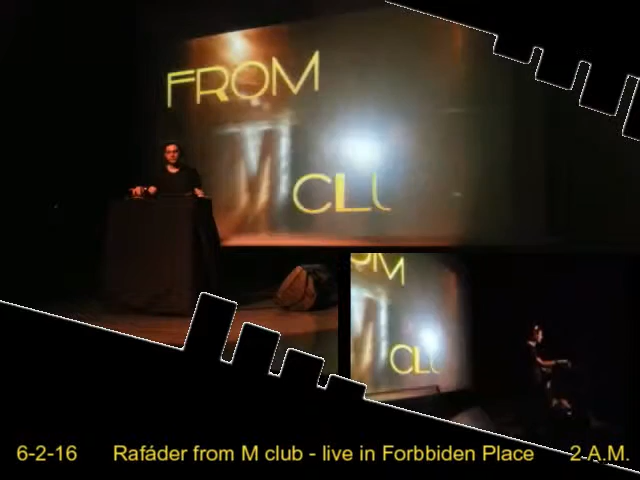 FROM
M
CLU
OM
CLU
6-2-16 Rafáder from M club - live in Forbbiden Place 2 A.M.